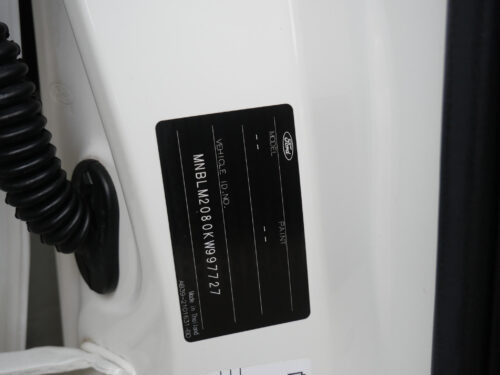 Ford
MODEL PAINT
-- --
VEHICLE ID.NO.
MNBLM2080KW997727
Made in Thailand